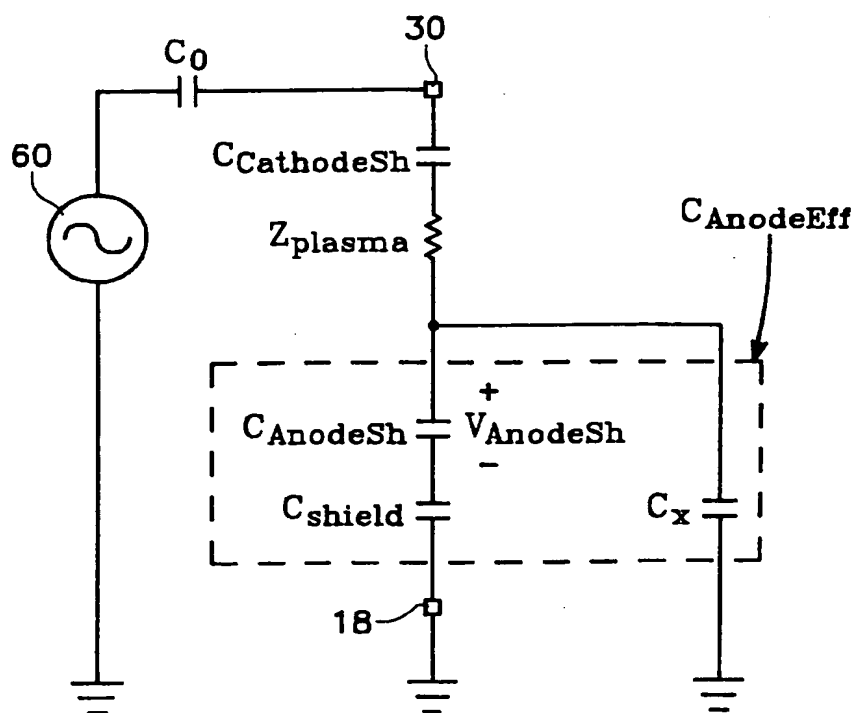 30
C0
60
CCathodeSh
Zplasma
CAnodeEff
+
CAnodeSh
VAnodeSh
-
Cshield
Cx
18